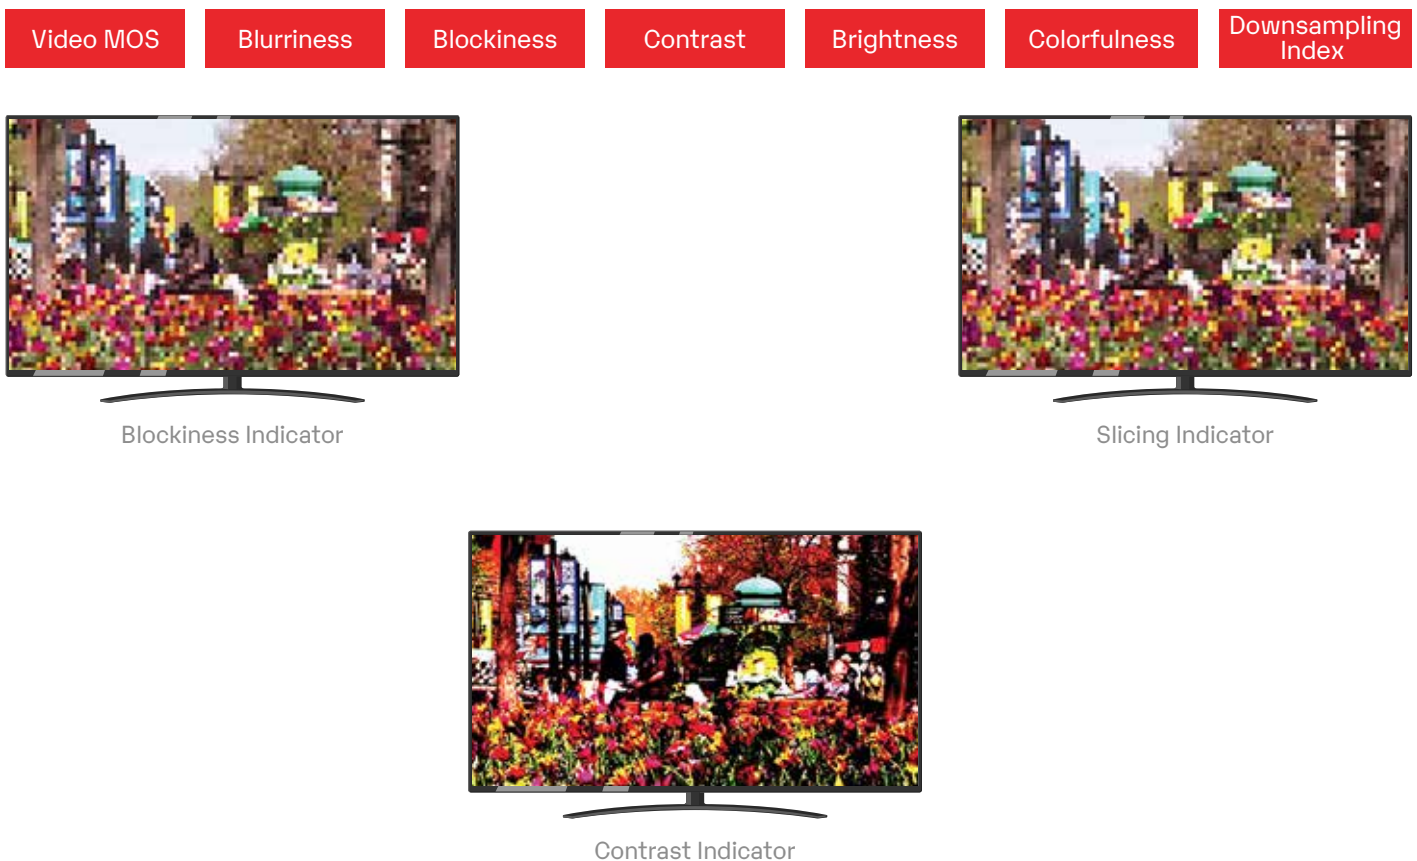 Video MOS
Blurriness
Blockiness
Contrast
Brightness
Colorfulness
Downsampling
Index
Blockiness Indicator
Slicing Indicator
Contrast Indicator